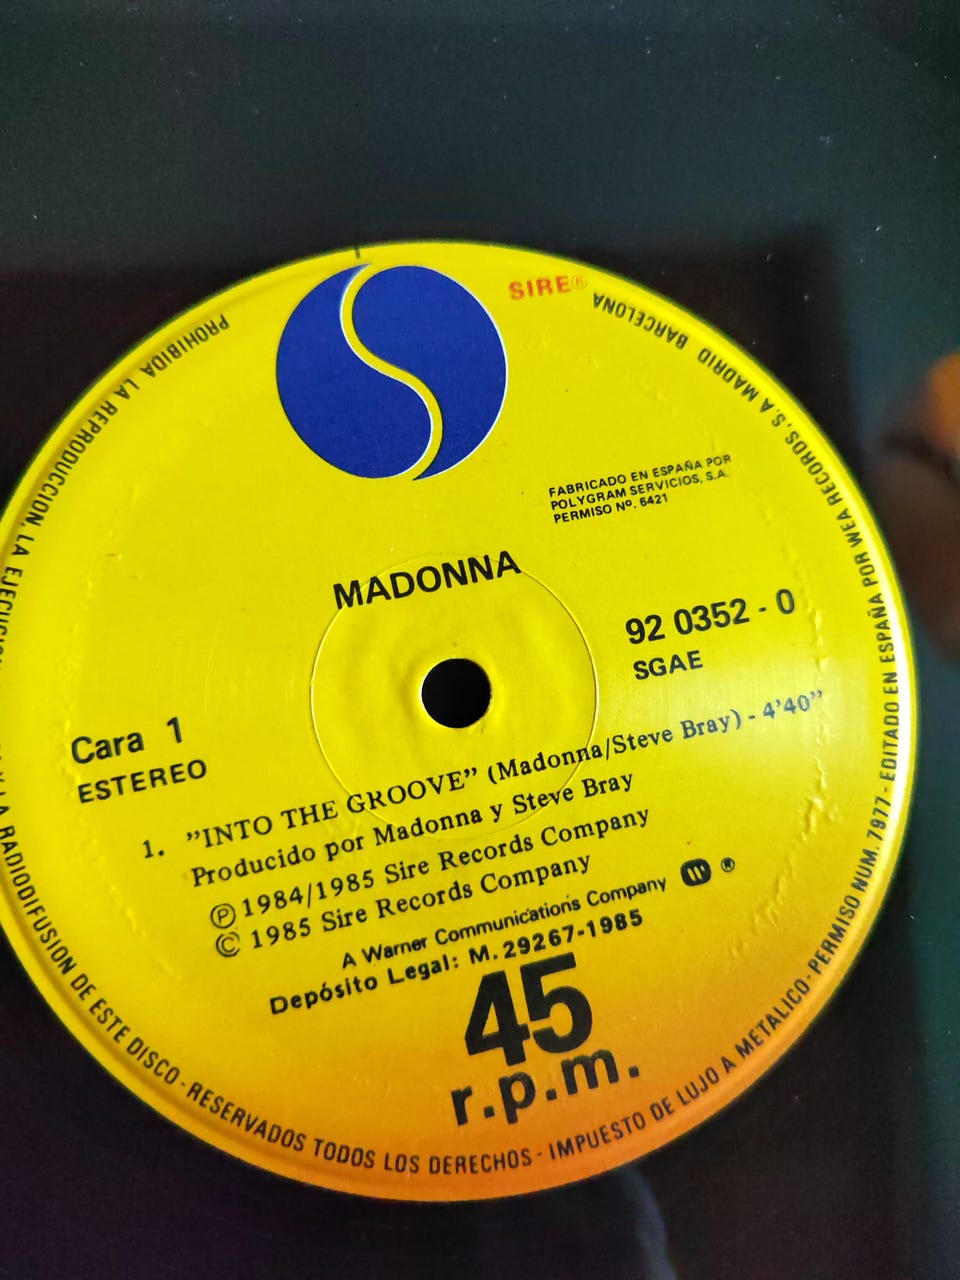 SIRE®
FABRICADO EN ESPAÑA POR
POLYGRAM SERVICIOS, S.A.
PERMISO Nº. 6421
MADONNA
92 0352 - 0
SGAE
Cara 1
ESTEREO
1. "INTO THE GROOVE" (Madonna/Steve Bray) - 4'40"
Producido por Madonna y Steve Bray
Ⓟ 1984/1985 Sire Records Company
© 1985 Sire Records Company
A Warner Communications Company ®
Depósito Legal: M. 29267-1985
45
r.p.m.
PROHIBIDA LA REPRODUCCION, LA RADIODIFUSION DE ESTE DISCO - RESERVADOS TODOS LOS DERECHOS - IMPUESTO DE LUJO A METALICO - PERMISO NUM. 7977 - EDITADO EN ESPAÑA POR WEA RECORDS, S.A MADRID BARCELONA